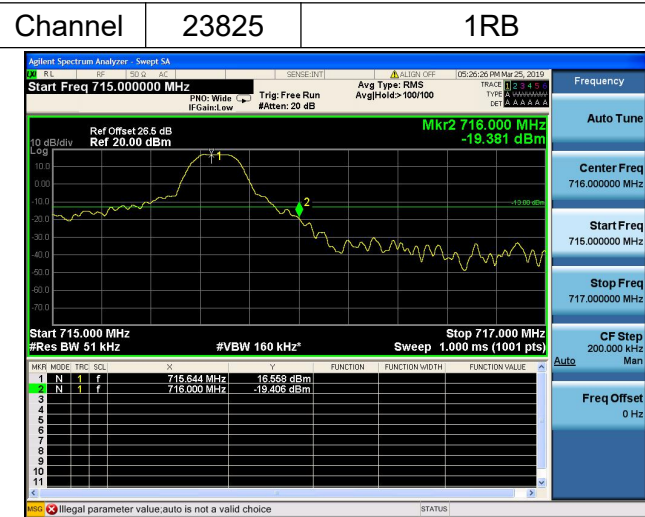 Channel 23825 1RB
Agilent Spectrum Analyzer - Swept SA
RL RF 50 Ω AC SENSE:INT ALIGN OFF 05:26:26 PM Mar 25, 2019
Start Freq 715.000000 MHz
PNO: Wide
IFGain:Low
Trig: Free Run
#Atten: 20 dB
Avg Type: RMS
Avg|Hold:>100/100
TRACE 1 2 3 4 5 6
TYPE A
DET A A A A A A
Frequency
Auto Tune
Center Freq
716.000000 MHz
Start Freq
715.000000 MHz
Stop Freq
717.000000 MHz
CF Step
200.000 kHz
Auto Man
Freq Offset
0 Hz
Ref Offset 26.5 dB
10 dB/div Ref 20.00 dBm
Log
Mkr2 716.000 MHz
-19.381 dBm
10.0
0.00
-10.0
-20.0
-30.0
-40.0
-50.0
-60.0
-70.0
1
2
-13.00 dBm
Start 715.000 MHz Stop 717.000 MHz
#Res BW 51 kHz #VBW 160 kHz* Sweep 1.000 ms (1001 pts)
MKR MODE TRC SCL X Y FUNCTION FUNCTION WIDTH FUNCTION VALUE
1 N 1 f 715.644 MHz 16.558 dBm
2 N 1 f 716.000 MHz -19.406 dBm
3
4
5
6
7
8
9
10
11
MSG Illegal parameter value;auto is not a valid choice STATUS